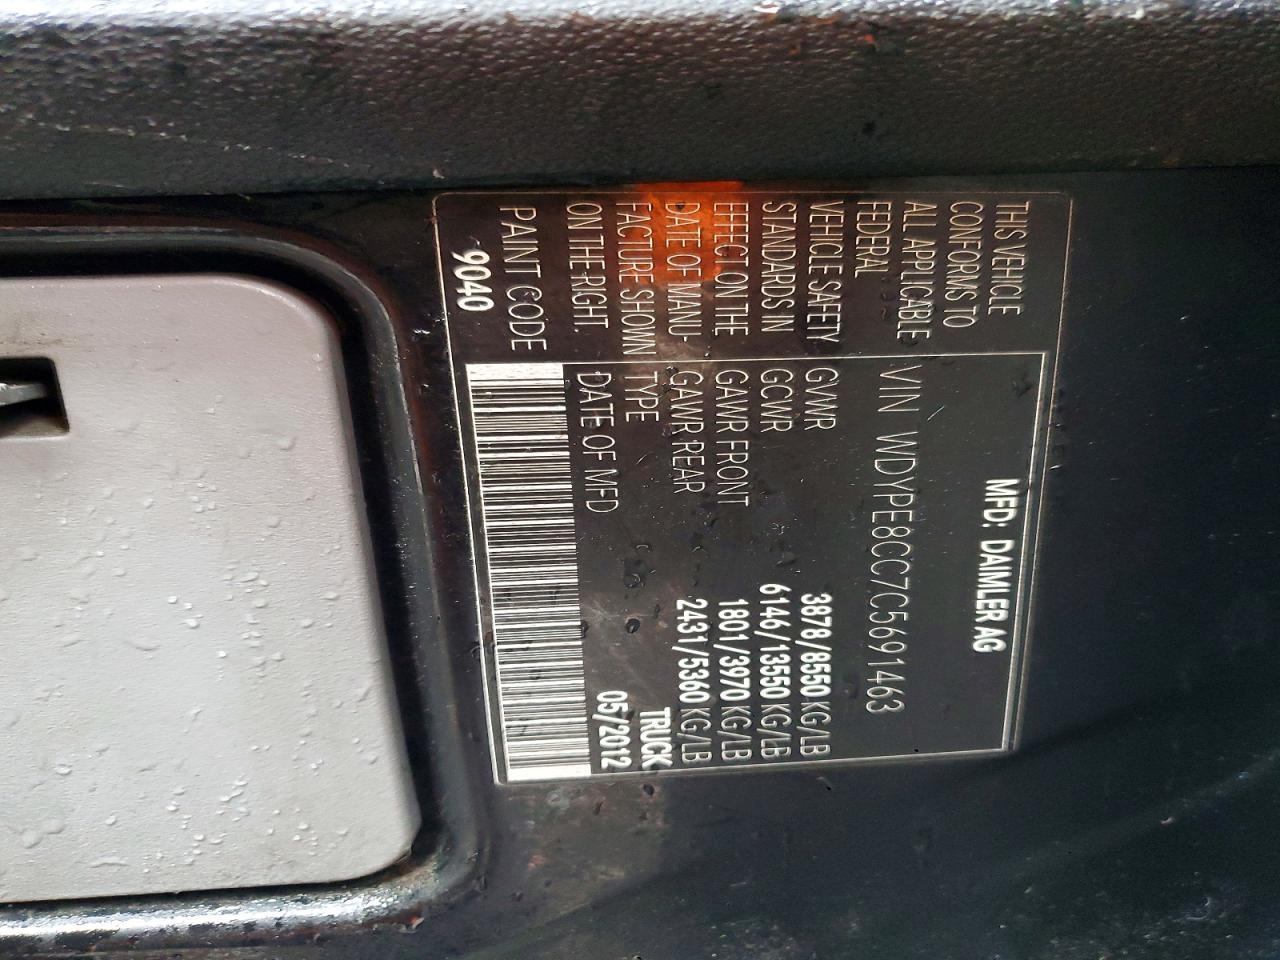 THIS VEHICLE
CONFORMS TO
ALL APPLICABLE
FEDERAL
VEHICLE SAFETY
STANDARDS IN
EFFECT ON THE
DATE OF MANU-
FACTURE SHOWN
ON THE RIGHT.
PAINT CODE
9040
MFD: DAIMLER AG
VIN WDYPE8CC7C5691463
GVWR 3878/8550 KG/LB
GCWR 6146/13550 KG/LB
GAWR FRONT 1801/3970 KG/LB
GAWR REAR 2431/5360 KG/LB
TYPE TRUCK
DATE OF MFD 05/2012